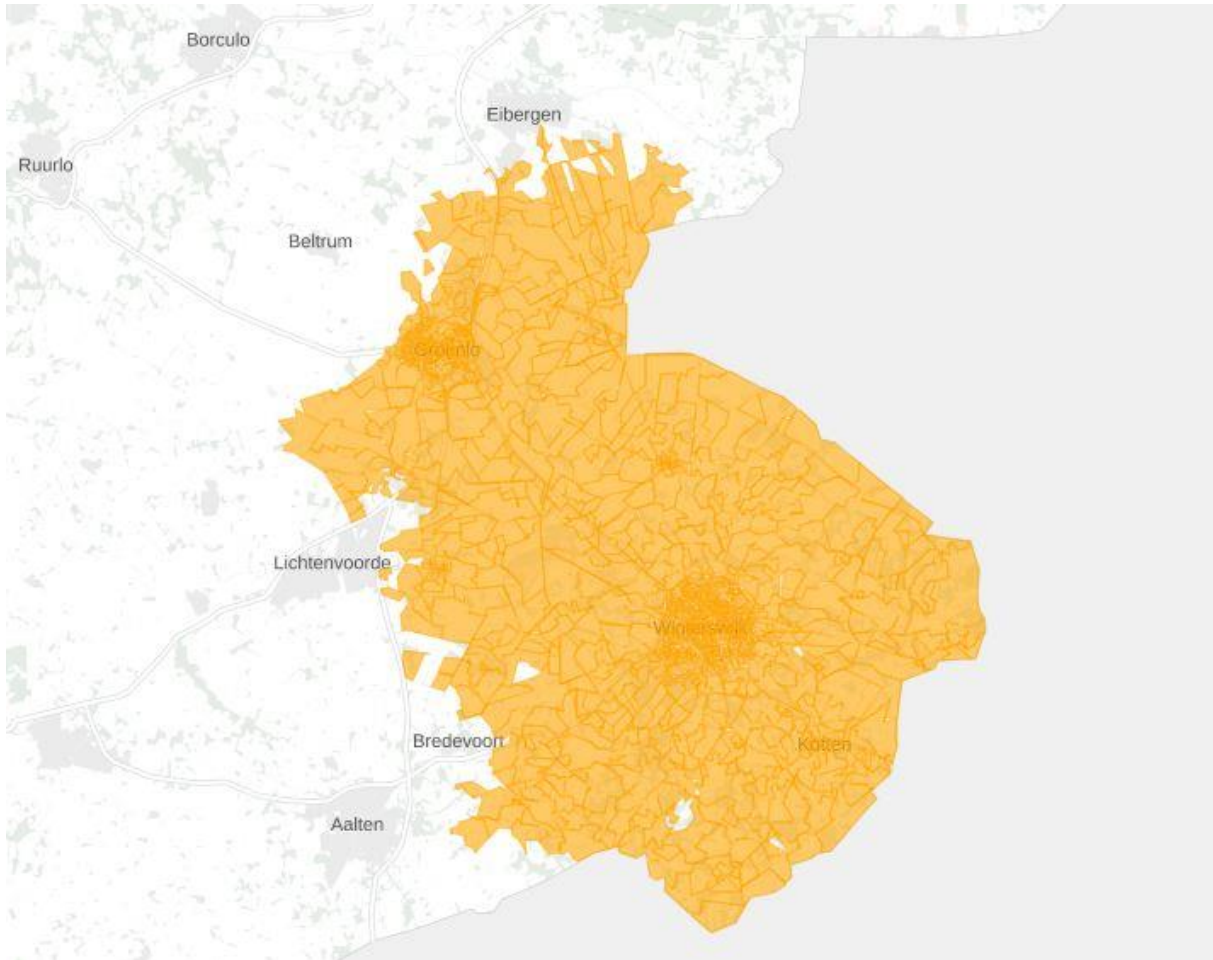 Borculo
Eibergen
Ruurlo
Beltrum
Groenlo
Lichtenvoorde
Winterswijk
Bredevoort
Kotten
Aalten